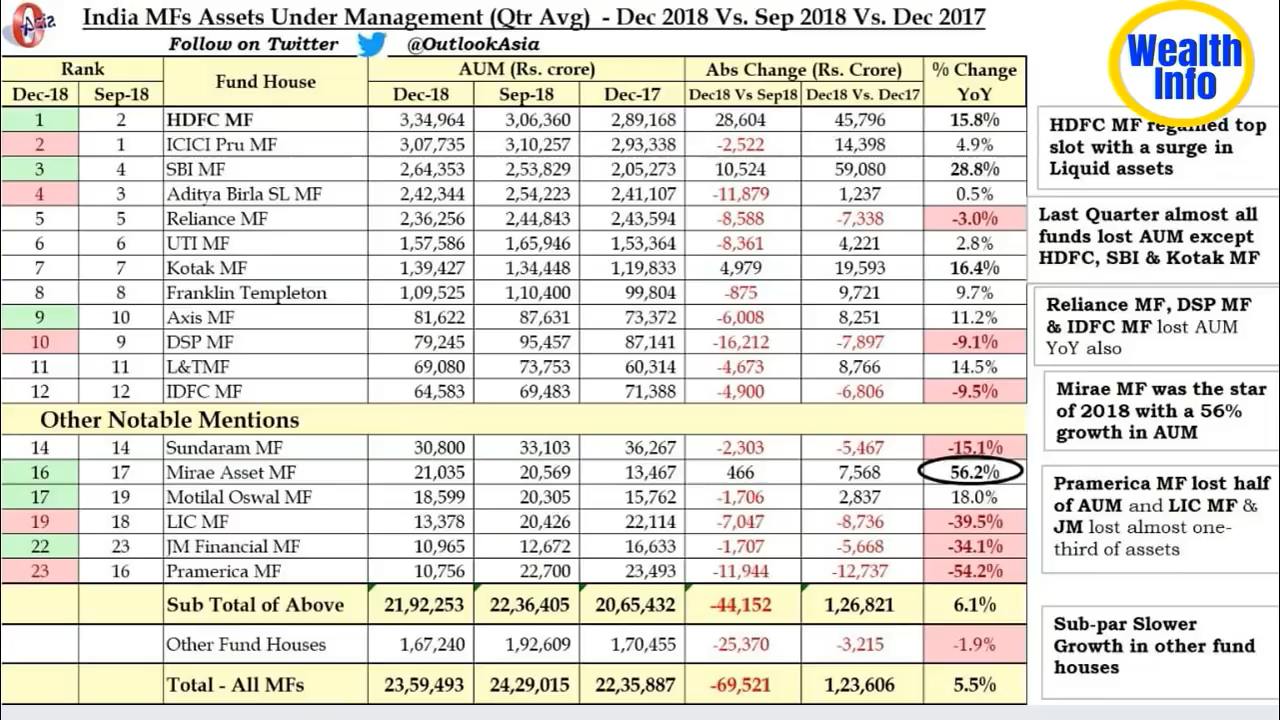 Asia
India MFs Assets Under Management (Qtr Avg) - Dec 2018 Vs. Sep 2018 Vs. Dec 2017
Follow on Twitter @OutlookAsia
Wealth
Info
Rank Fund House AUM (Rs. crore) Abs Change (Rs. Crore) % Change
Dec-18 Sep-18 Dec-18 Sep-18 Dec-17 Dec18 Vs Sep18 Dec18 Vs. Dec17 YoY
1 2 HDFC MF 3,34,964 3,06,360 2,89,168 28,604 45,796 15.8%
2 1 ICICI Pru MF 3,07,735 3,10,257 2,93,338 -2,522 14,398 4.9%
3 4 SBI MF 2,64,353 2,53,829 2,05,273 10,524 59,080 28.8%
4 3 Aditya Birla SL MF 2,42,344 2,54,223 2,41,107 -11,879 1,237 0.5%
5 5 Reliance MF 2,36,256 2,44,843 2,43,594 -8,588 -7,338 -3.0%
6 6 UTI MF 1,57,586 1,65,946 1,53,364 -8,361 4,221 2.8%
7 7 Kotak MF 1,39,427 1,34,448 1,19,833 4,979 19,593 16.4%
8 8 Franklin Templeton 1,09,525 1,10,400 99,804 -875 9,721 9.7%
9 10 Axis MF 81,622 87,631 73,372 -6,008 8,251 11.2%
10 9 DSP MF 79,245 95,457 87,141 -16,212 -7,897 -9.1%
11 11 L&TMF 69,080 73,753 60,314 -4,673 8,766 14.5%
12 12 IDFC MF 64,583 69,483 71,388 -4,900 -6,806 -9.5%
Other Notable Mentions
14 14 Sundaram MF 30,800 33,103 36,267 -2,303 -5,467 -15.1%
16 17 Mirae Asset MF 21,035 20,569 13,467 466 7,568 56.2%
17 19 Motilal Oswal MF 18,599 20,305 15,762 -1,706 2,837 18.0%
19 18 LIC MF 13,378 20,426 22,114 -7,047 -8,736 -39.5%
22 23 JM Financial MF 10,965 12,672 16,633 -1,707 -5,668 -34.1%
23 16 Pramerica MF 10,756 22,700 23,493 -11,944 -12,737 -54.2%
Sub Total of Above 21,92,253 22,36,405 20,65,432 -44,152 1,26,821 6.1%
Other Fund Houses 1,67,240 1,92,609 1,70,455 -25,370 -3,215 -1.9%
Total - All MFs 23,59,493 24,29,015 22,35,887 -69,521 1,23,606 5.5%
HDFC MF regained top
slot with a surge in
Liquid assets
Last Quarter almost all
funds lost AUM except
HDFC, SBI & Kotak MF
Reliance MF, DSP MF
& IDFC MF lost AUM
YoY also
Mirae MF was the star
of 2018 with a 56%
growth in AUM
Pramerica MF lost half
of AUM and LIC MF &
JM lost almost one-
third of assets
Sub-par Slower
Growth in other fund
houses